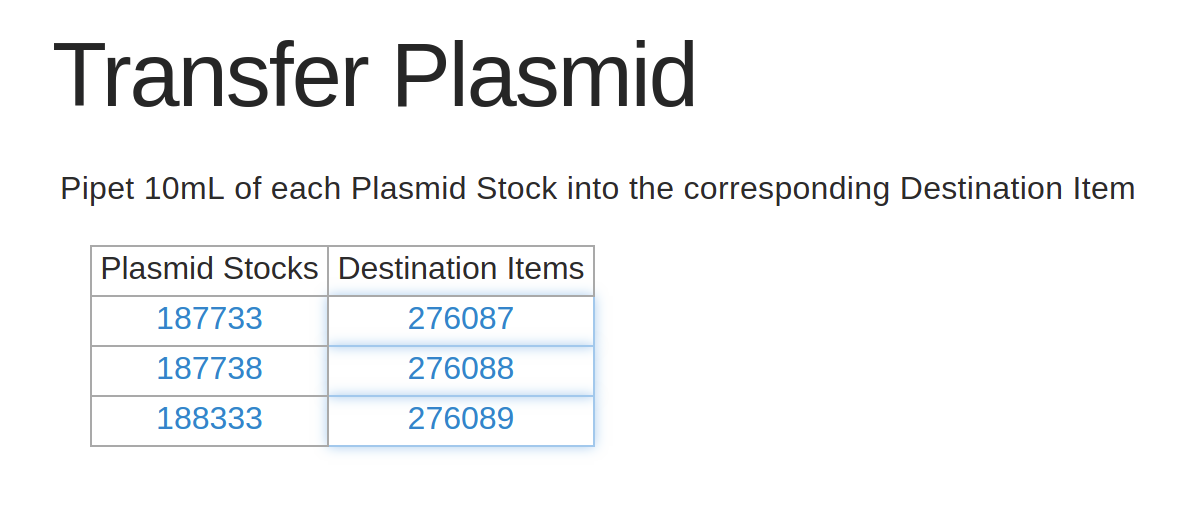 Transfer Plasmid
Pipet 10mL of each Plasmid Stock into the corresponding Destination Item
Plasmid Stocks Destination Items
187733 276087
187738 276088
188333 276089